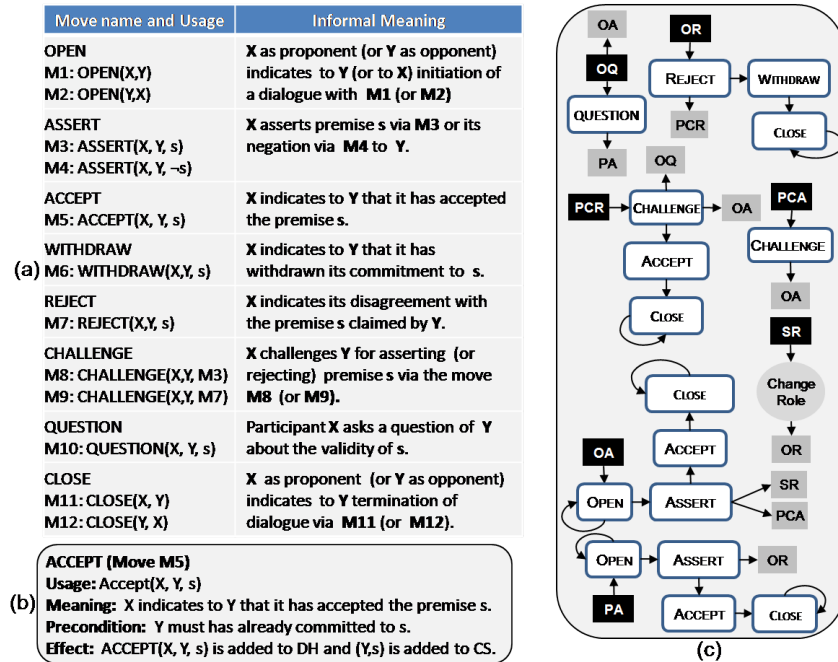 Move name and Usage
Informal Meaning
OPEN
M1: OPEN(X,Y)
M2: OPEN(Y,X)
X as proponent (or Y as opponent)
indicates to Y (or to X) initiation of
a dialogue with M1 (or M2)
ASSERT
M3: ASSERT(X, Y, s)
M4: ASSERT(X, Y, ¬s)
X asserts premise s via M3 or its
negation via M4 to Y.
ACCEPT
M5: ACCEPT(X, Y, s)
X indicates to Y that it has accepted
the premise s.
WITHDRAW
M6: WITHDRAW(X,Y, s)
X indicates to Y that it has
withdrawn its commitment to s.
(a)
REJECT
M7: REJECT(X,Y, s)
X indicates its disagreement with
the premise s claimed by Y.
CHALLENGE
M8: CHALLENGE(X,Y, M3)
M9: CHALLENGE(X,Y, M7)
X challenges Y for asserting (or
rejecting) premise s via the move
M8 (or M9).
QUESTION
M10: QUESTION(X, Y, s)
Participant X asks a question of Y
about the validity of s.
CLOSE
M11: CLOSE(X, Y)
M12: CLOSE(Y, X)
X as proponent (or Y as opponent)
indicates to Y termination of
dialogue via M11 (or M12).
(b)
ACCEPT (Move M5)
Usage: Accept(X, Y, s)
Meaning: X indicates to Y that it has accepted the premise s.
Precondition: Y must has already committed to s.
Effect: ACCEPT(X, Y, s) is added to DH and (Y,s) is added to CS.
OA
OQ
QUESTION
PA
OR
REJECT
WITHDRAW
PCR
CLOSE
OQ
PCR
CHALLENGE
OA
ACCEPT
CLOSE
PCA
CHALLENGE
OA
SR
Change
Role
OR
CLOSE
ACCEPT
OA
OPEN
ASSERT
SR
PCA
OPEN
ASSERT
OR
PA
ACCEPT
CLOSE
(c)